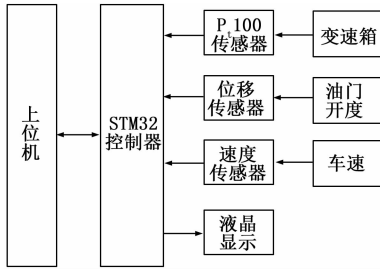 上位机
STM32
控制器
Pt100
传感器
变速箱
位移
传感器
油门
开度
速度
传感器
车速
液晶
显示